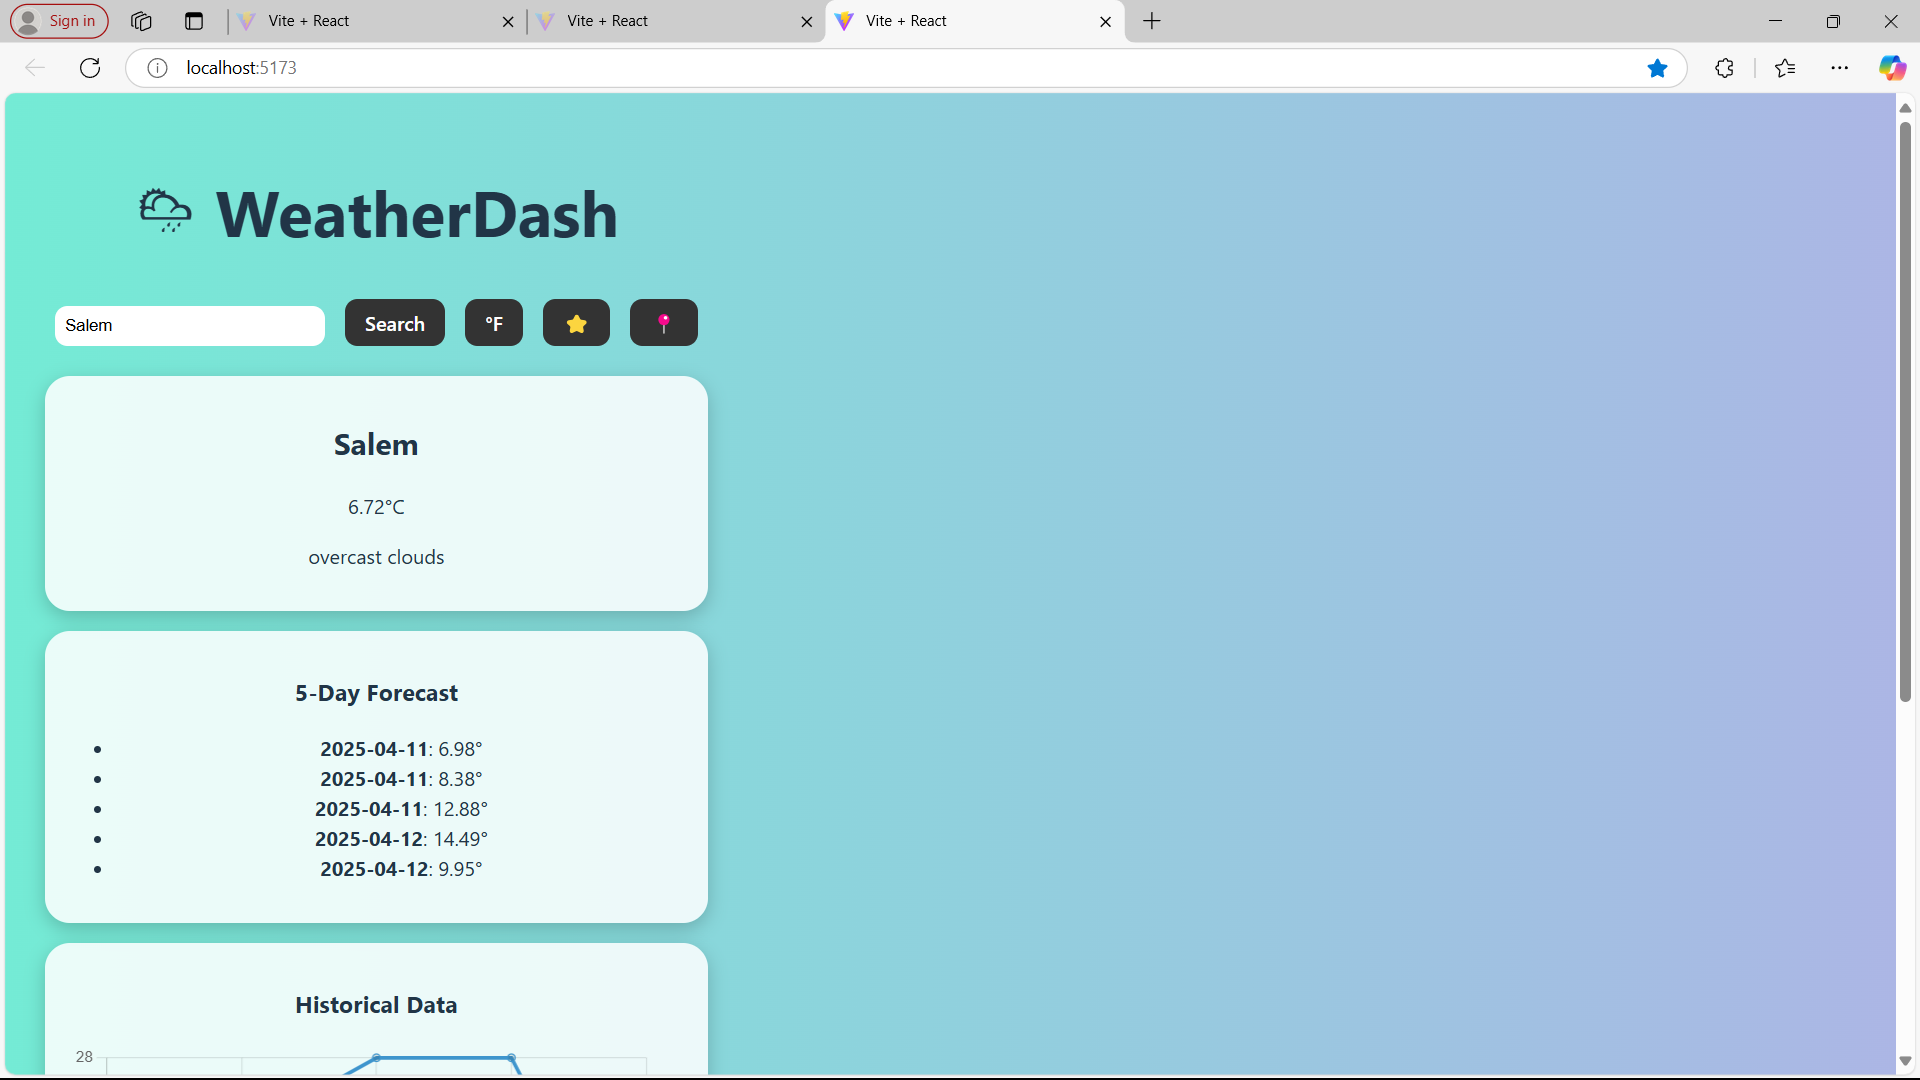 Sign in
Vite + React
Vite + React
Vite + React
localhost:5173
WeatherDash
Salem
Search
°F
Salem
6.72°C
overcast clouds
5-Day Forecast
• 2025-04-11: 6.98°
• 2025-04-11: 8.38°
• 2025-04-11: 12.88°
• 2025-04-12: 14.49°
• 2025-04-12: 9.95°
Historical Data
28